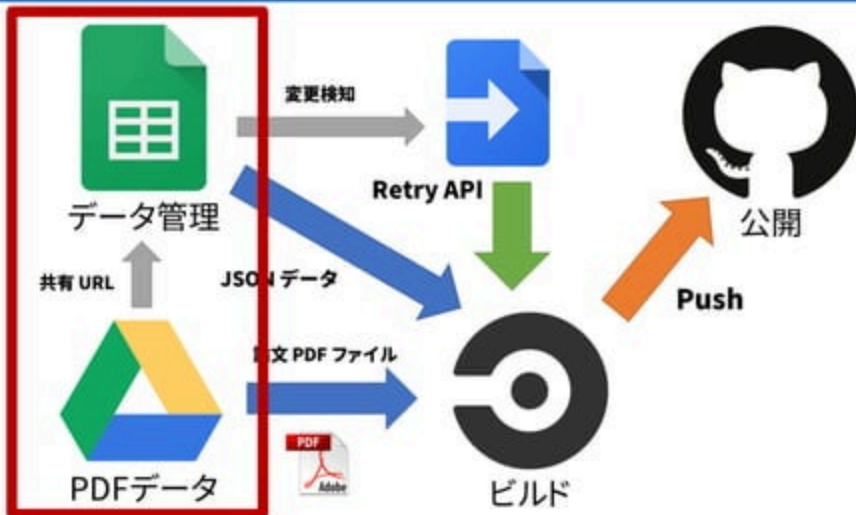 変更検知
Retry API
データ管理
公開
共有 URL
JSON データ
Push
文 PDF ファイル
PDF
Adobe
PDFデータ
ビルド